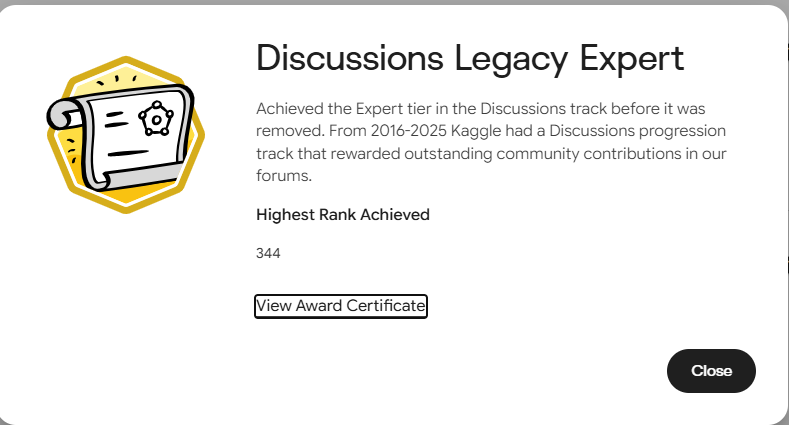 Discussions Legacy Expert
Achieved the Expert tier in the Discussions track before it was
removed. From 2016-2025 Kaggle had a Discussions progression
track that rewarded outstanding community contributions in our
forums.
Highest Rank Achieved
344
View Award Certificate
Close